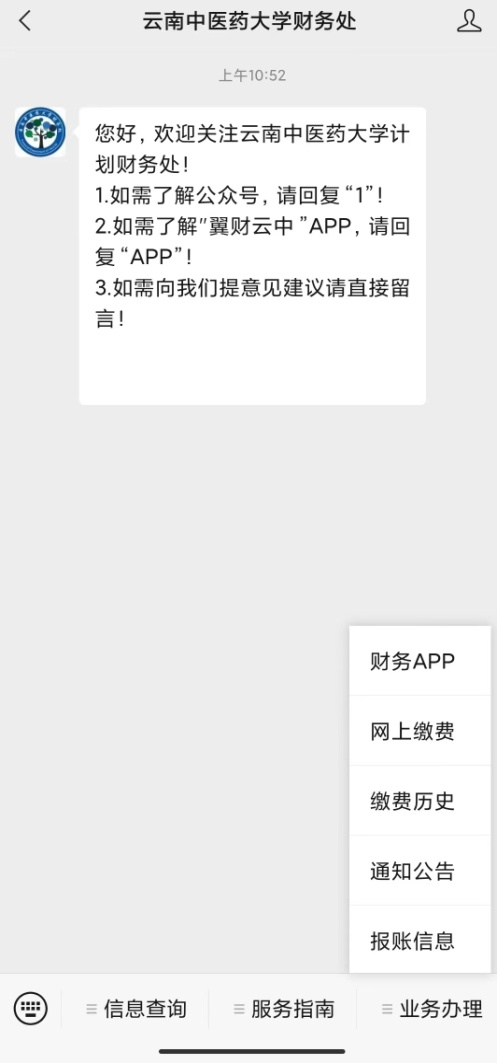 云南中医药大学财务处
上午10:52
您好，欢迎关注云南中医药大学计
划财务处！
1.如需了解公众号，请回复“1”！
2.如需了解"翼财云中”APP，请回
复“APP”！
3.如需向我们提意见建议请直接留
言！
财务APP
网上缴费
缴费历史
通知公告
报账信息
信息查询
服务指南
业务办理